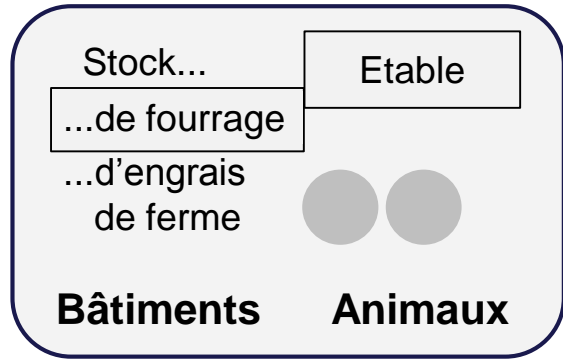 Stock...
Etable
...de fourrage
...d’engrais
de ferme
Bâtiments Animaux